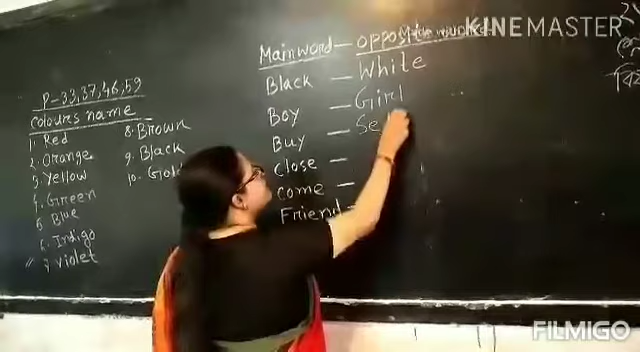 P-33,37,46,59
colours name
1. Red
2. Orange
3. Yellow
4. Green
5. Blue
6. Indigo
7. violet
8. Brown
9. Black
10. Gold
Mainword — opposite
Black — White
Boy — Girl
Buy — Se
Close —
come —
Friend —
KINEMASTER
FILMIGO